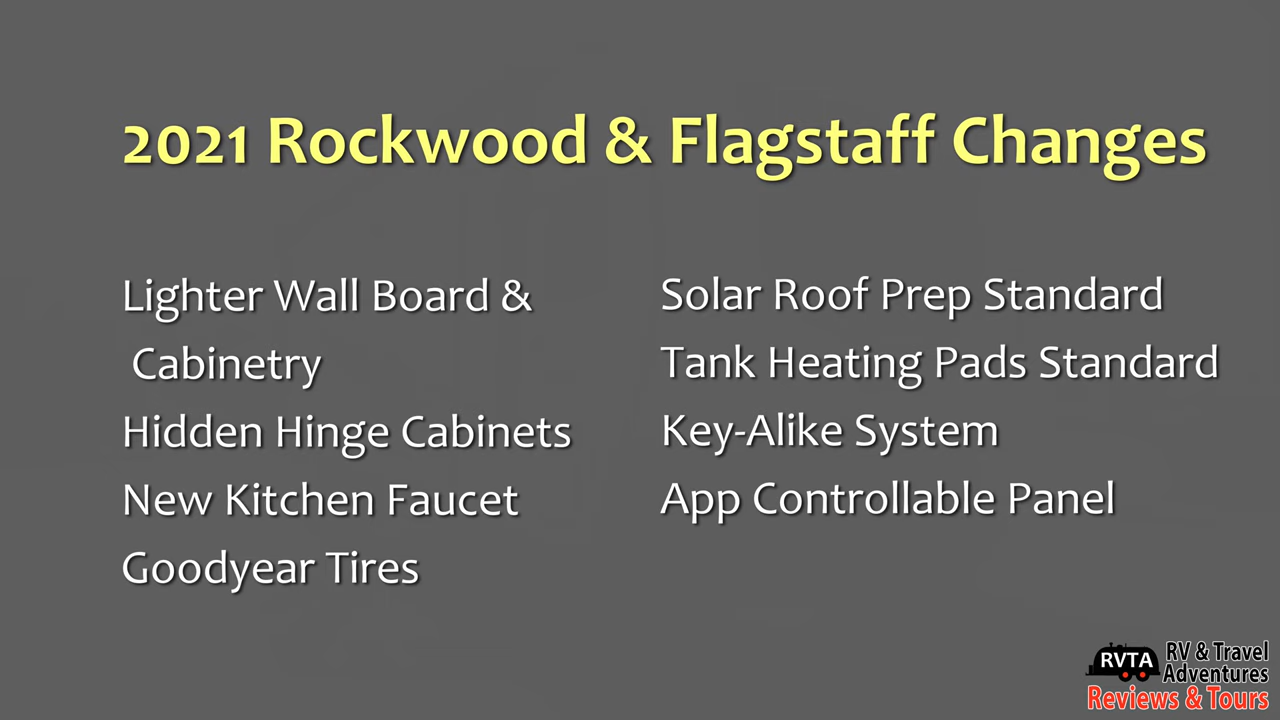 2021 Rockwood & Flagstaff Changes
Lighter Wall Board &
Cabinetry
Hidden Hinge Cabinets
New Kitchen Faucet
Goodyear Tires
Solar Roof Prep Standard
Tank Heating Pads Standard
Key-Alike System
App Controllable Panel
RVTA
RV & Travel
Adventures
Reviews & Tours